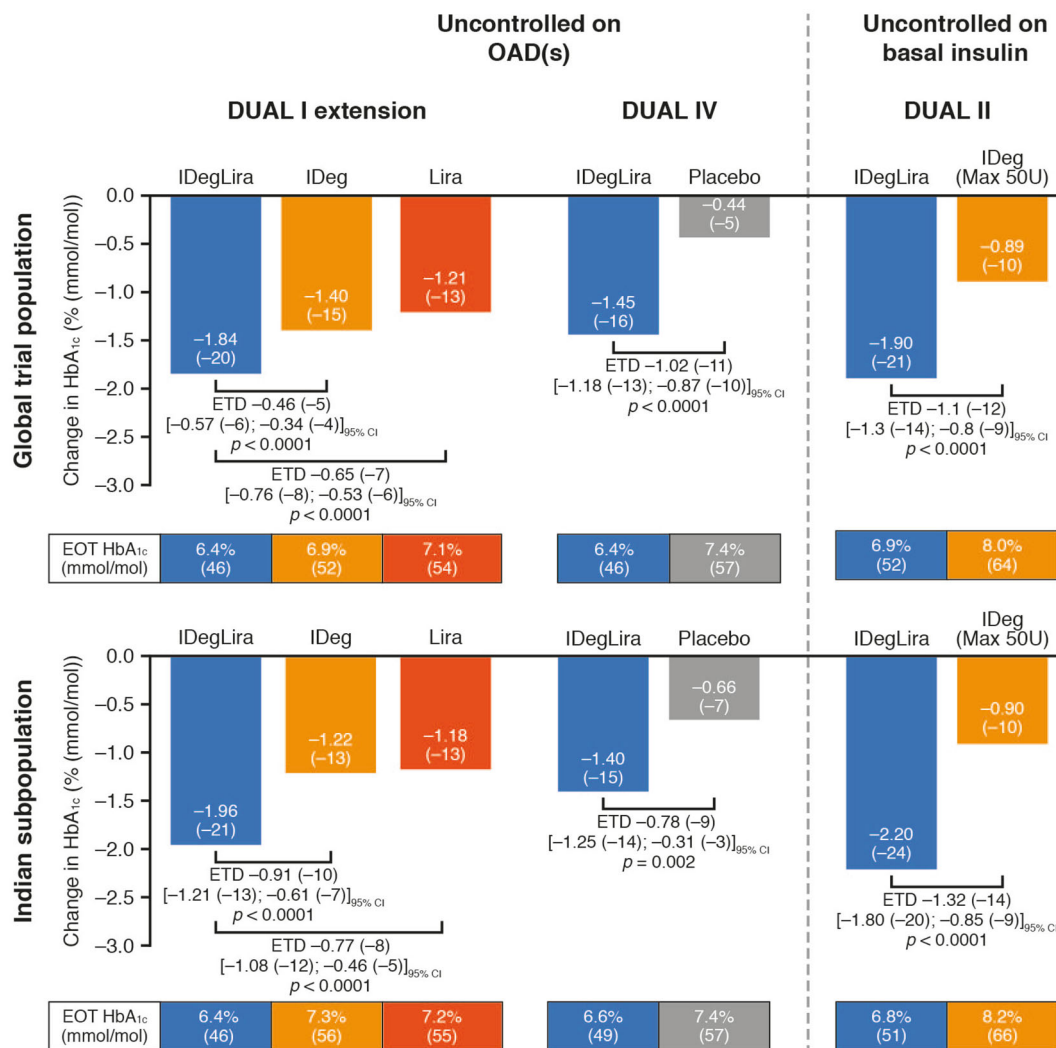 Uncontrolled on
OAD(s)
Uncontrolled on
basal insulin
DUAL I extension
DUAL IV
DUAL II
Global trial population
Change in HbA1c (% (mmol/mol))
0.0
–0.5
–1.0
–1.5
–2.0
–2.5
–3.0
IDegLira
IDeg
Lira
–1.84
(–20)
–1.40
(–15)
–1.21
(–13)
ETD –0.46 (–5)
[–0.57 (–6); –0.34 (–4)]95% CI
p < 0.0001
ETD –0.65 (–7)
[–0.76 (–8); –0.53 (–6)]95% CI
p < 0.0001
IDegLira
Placebo
–1.45
(–16)
–0.44
(–5)
ETD –1.02 (–11)
[–1.18 (–13); –0.87 (–10)]95% CI
p < 0.0001
IDegLira
IDeg
(Max 50U)
–1.90
(–21)
–0.89
(–10)
ETD –1.1 (–12)
[–1.3 (–14); –0.8 (–9)]95% CI
p < 0.0001
EOT HbA1c
(mmol/mol)
6.4%
(46)
6.9%
(52)
7.1%
(54)
6.4%
(46)
7.4%
(57)
6.9%
(52)
8.0%
(64)
Indian subpopulation
Change in HbA1c (% (mmol/mol))
0.0
–0.5
–1.0
–1.5
–2.0
–2.5
–3.0
IDegLira
IDeg
Lira
–1.96
(–21)
–1.22
(–13)
–1.18
(–13)
ETD –0.91 (–10)
[–1.21 (–13); –0.61 (–7)]95% CI
p < 0.0001
ETD –0.77 (–8)
[–1.08 (–12); –0.46 (–5)]95% CI
p < 0.0001
IDegLira
Placebo
–1.40
(–15)
–0.66
(–7)
ETD –0.78 (–9)
[–1.25 (–14); –0.31 (–3)]95% CI
p = 0.002
IDegLira
IDeg
(Max 50U)
–2.20
(–24)
–0.90
(–10)
ETD –1.32 (–14)
[–1.80 (–20); –0.85 (–9)]95% CI
p < 0.0001
EOT HbA1c
(mmol/mol)
6.4%
(46)
7.3%
(56)
7.2%
(55)
6.6%
(49)
7.4%
(57)
6.8%
(51)
8.2%
(66)